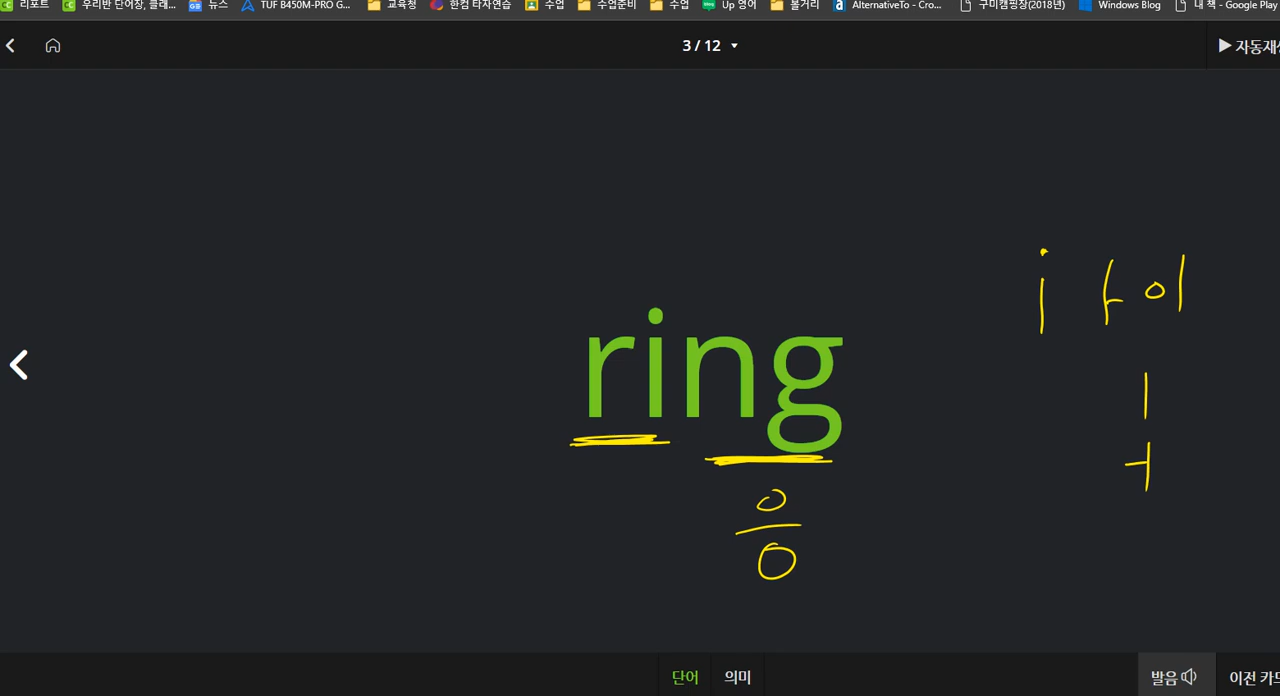 리포트 우리반 단어장, 클래... 뉴스 TUF B450M-PRO G... 교육청 한컴 타자연습 수업 수업준비 수업 Up 영어 볼거리 AlternativeTo - Cro... 구미캠핑장(2018년) Windows Blog 내 책 - Google Play
3 / 12
자동재생
ring
응
ㅣ
ㅓ
단어 의미
발음 이전 카드